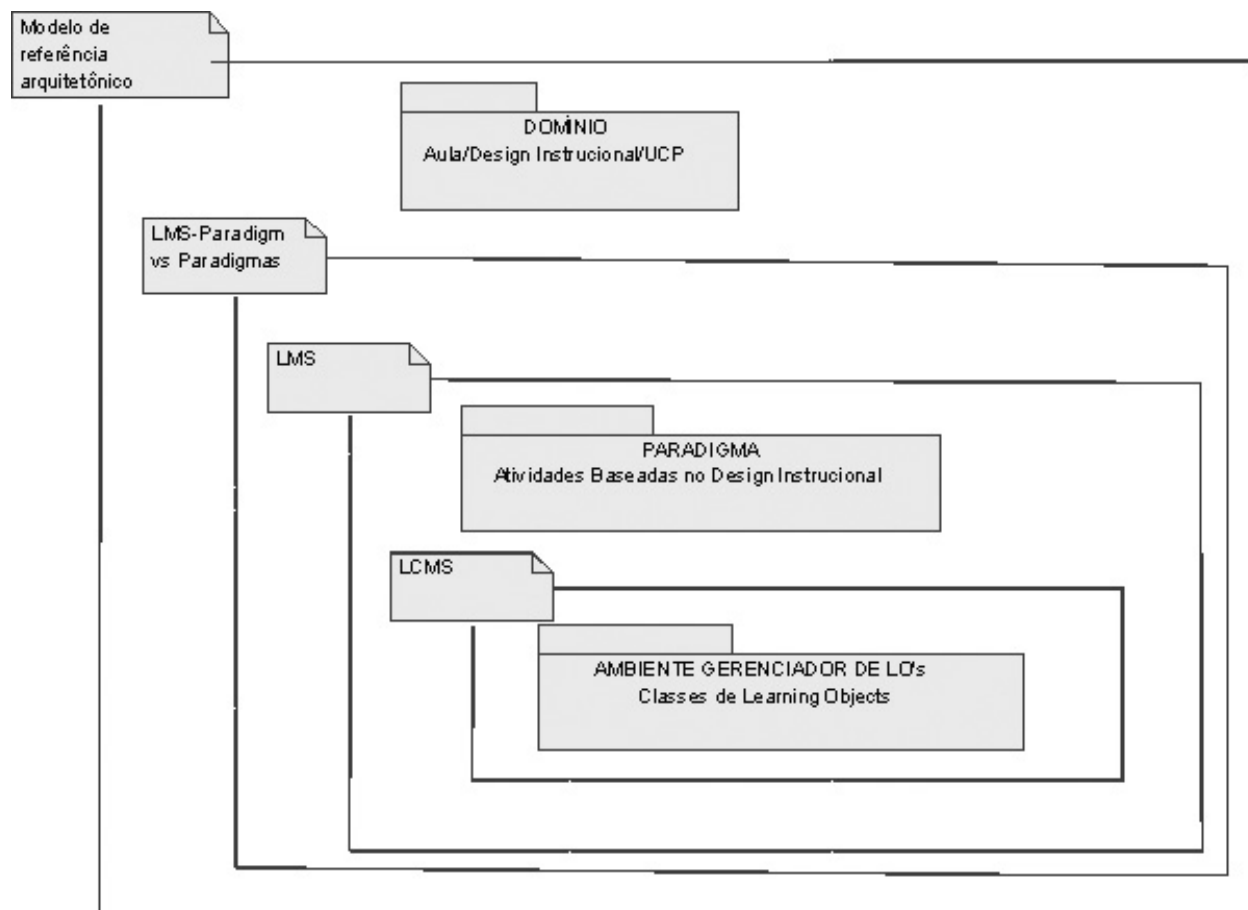 Modelo de
referência
arquitetônico
DOMÍNIO
Aula/Design Instrucional/UCP
LMS-Paradigm
vs Paradigmas
LMS
PARADIGMA
Atividades Baseadas no Design Instrucional
LCMS
AMBIENTE GERENCIADOR DE LO's
Classes de Learning Objects